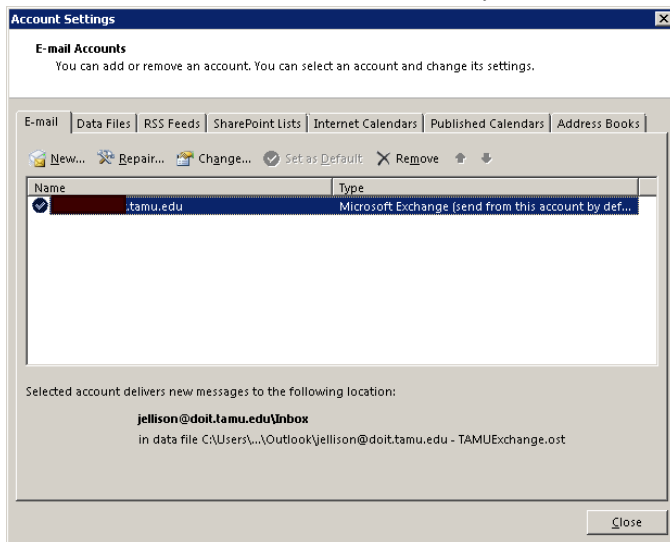 Account Settings
E-mail Accounts
You can add or remove an account. You can select an account and change its settings.
E-mail Data Files RSS Feeds SharePoint Lists Internet Calendars Published Calendars Address Books
New... Repair... Change... Set as Default Remove
Name Type
.tamu.edu Microsoft Exchange (send from this account by def...
Selected account delivers new messages to the following location:
jellison@doit.tamu.edu\Inbox
in data file C:\Users\...\Outlook\jellison@doit.tamu.edu - TAMUExchange.ost
Close